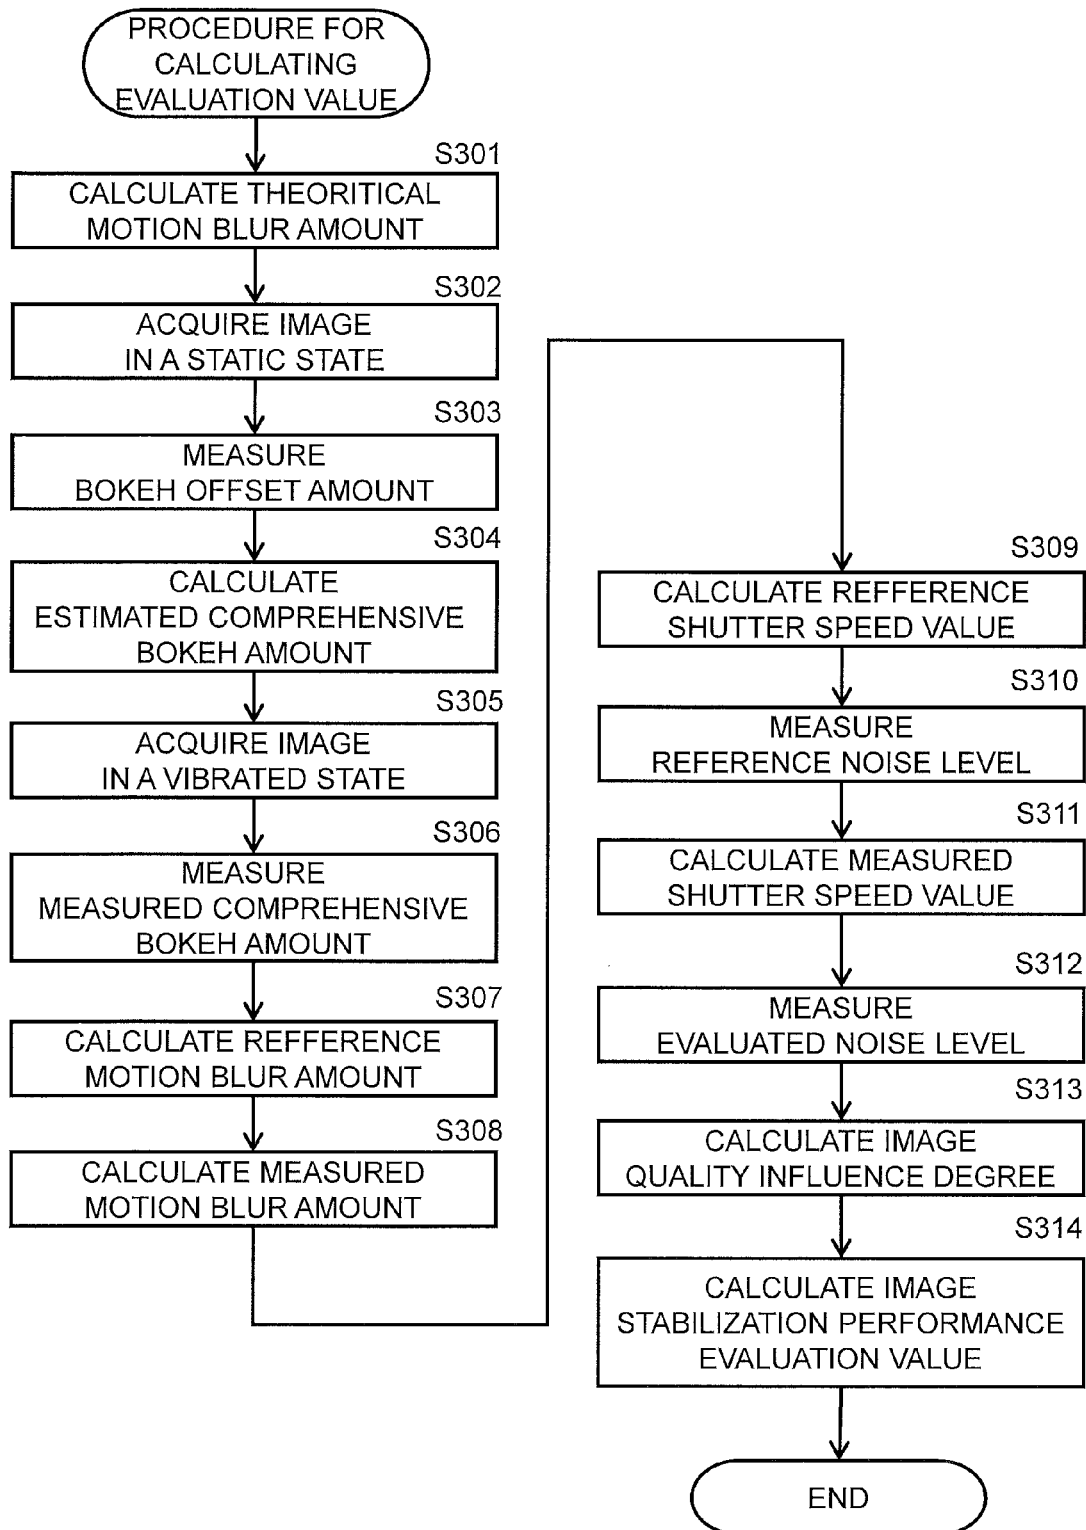 PROCEDURE FOR
CALCULATING
EVALUATION VALUE
S301
CALCULATE THEORITICAL
MOTION BLUR AMOUNT
S302
ACQUIRE IMAGE
IN A STATIC STATE
S303
MEASURE
BOKEH OFFSET AMOUNT
S304
CALCULATE
ESTIMATED COMPREHENSIVE
BOKEH AMOUNT
S305
ACQUIRE IMAGE
IN A VIBRATED STATE
S306
MEASURE
MEASURED COMPREHENSIVE
BOKEH AMOUNT
S307
CALCULATE REFFERENCE
MOTION BLUR AMOUNT
S308
CALCULATE MEASURED
MOTION BLUR AMOUNT
S309
CALCULATE REFFERENCE
SHUTTER SPEED VALUE
S310
MEASURE
REFERENCE NOISE LEVEL
S311
CALCULATE MEASURED
SHUTTER SPEED VALUE
S312
MEASURE
EVALUATED NOISE LEVEL
S313
CALCULATE IMAGE
QUALITY INFLUENCE DEGREE
S314
CALCULATE IMAGE
STABILIZATION PERFORMANCE
EVALUATION VALUE
END